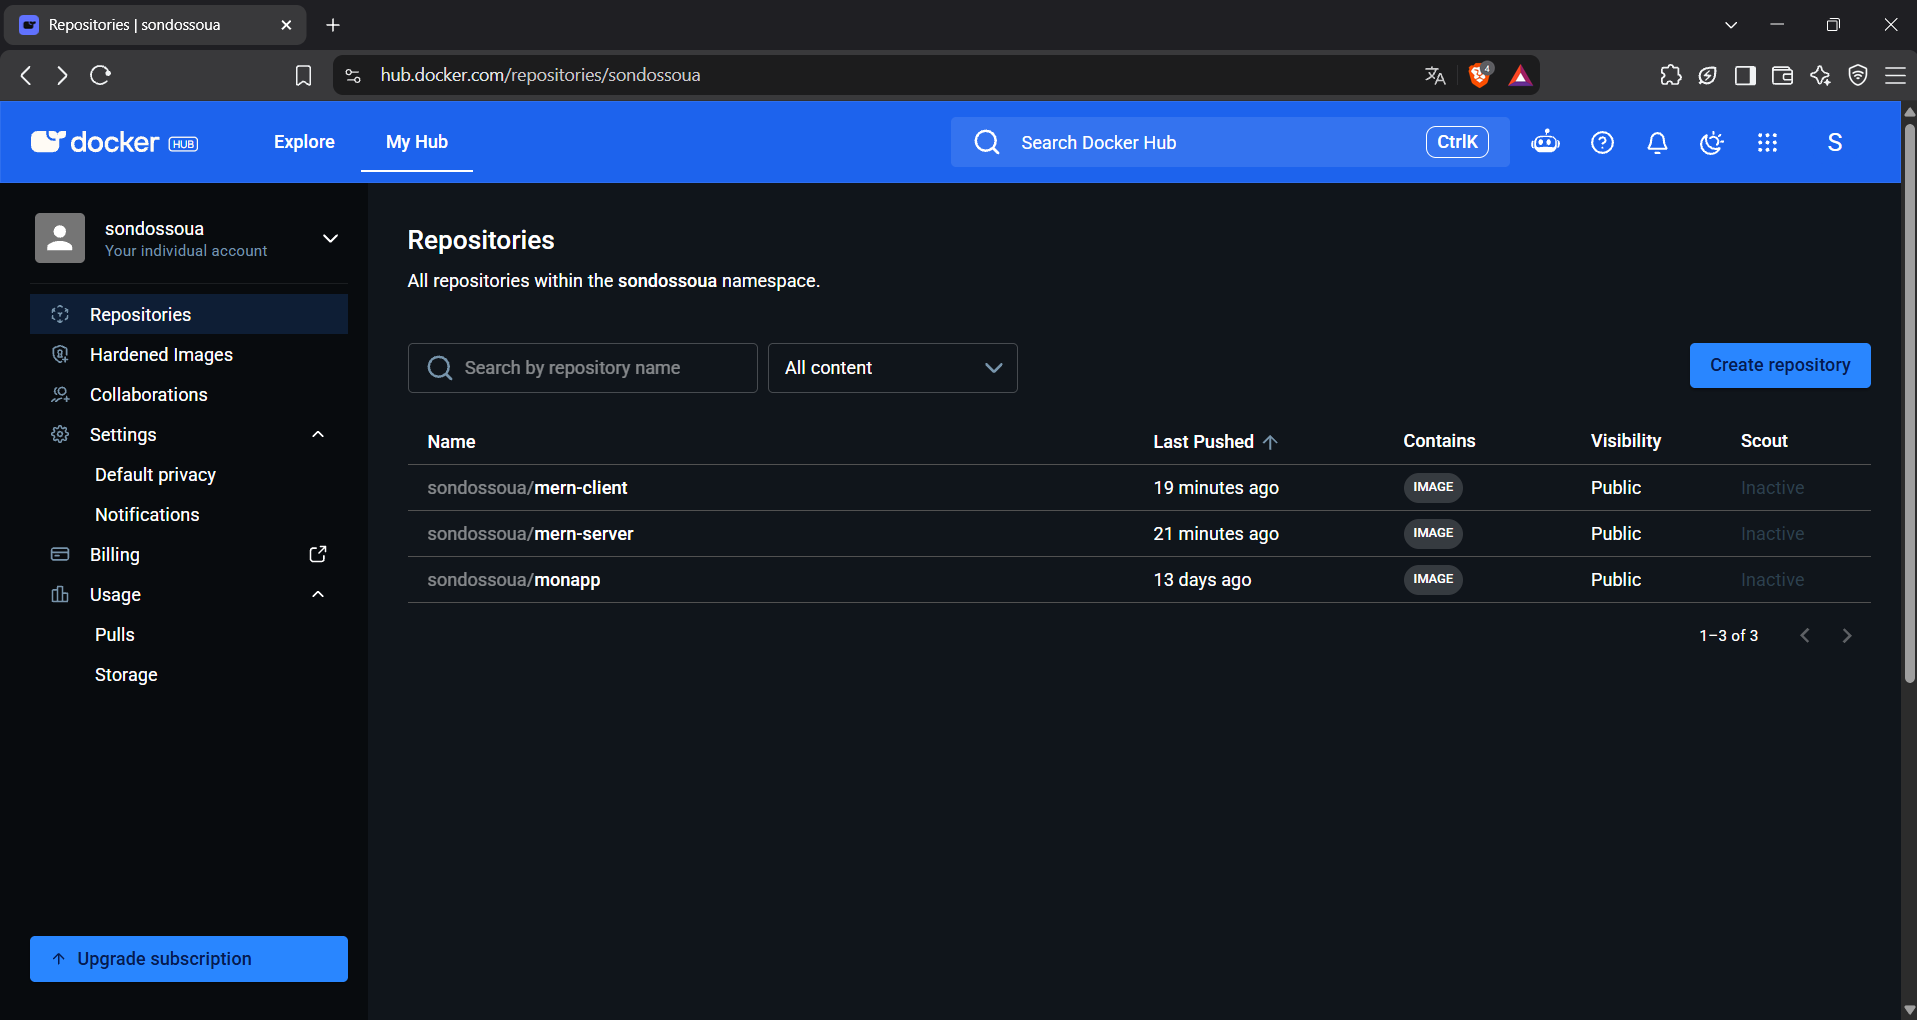 Repositories | sondossoua
hub.docker.com/repositories/sondossoua
4
docker HUB
Explore
My Hub
Search Docker Hub
CtrlK
S
sondossoua
Your individual account
Repositories
Hardened Images
Collaborations
Settings
Default privacy
Notifications
Billing
Usage
Pulls
Storage
Upgrade subscription
Repositories
All repositories within the sondossoua namespace.
Search by repository name
All content
Create repository
Name Last Pushed Contains Visibility Scout
sondossoua/mern-client 19 minutes ago IMAGE Public Inactive
sondossoua/mern-server 21 minutes ago IMAGE Public Inactive
sondossoua/monapp 13 days ago IMAGE Public Inactive
1–3 of 3